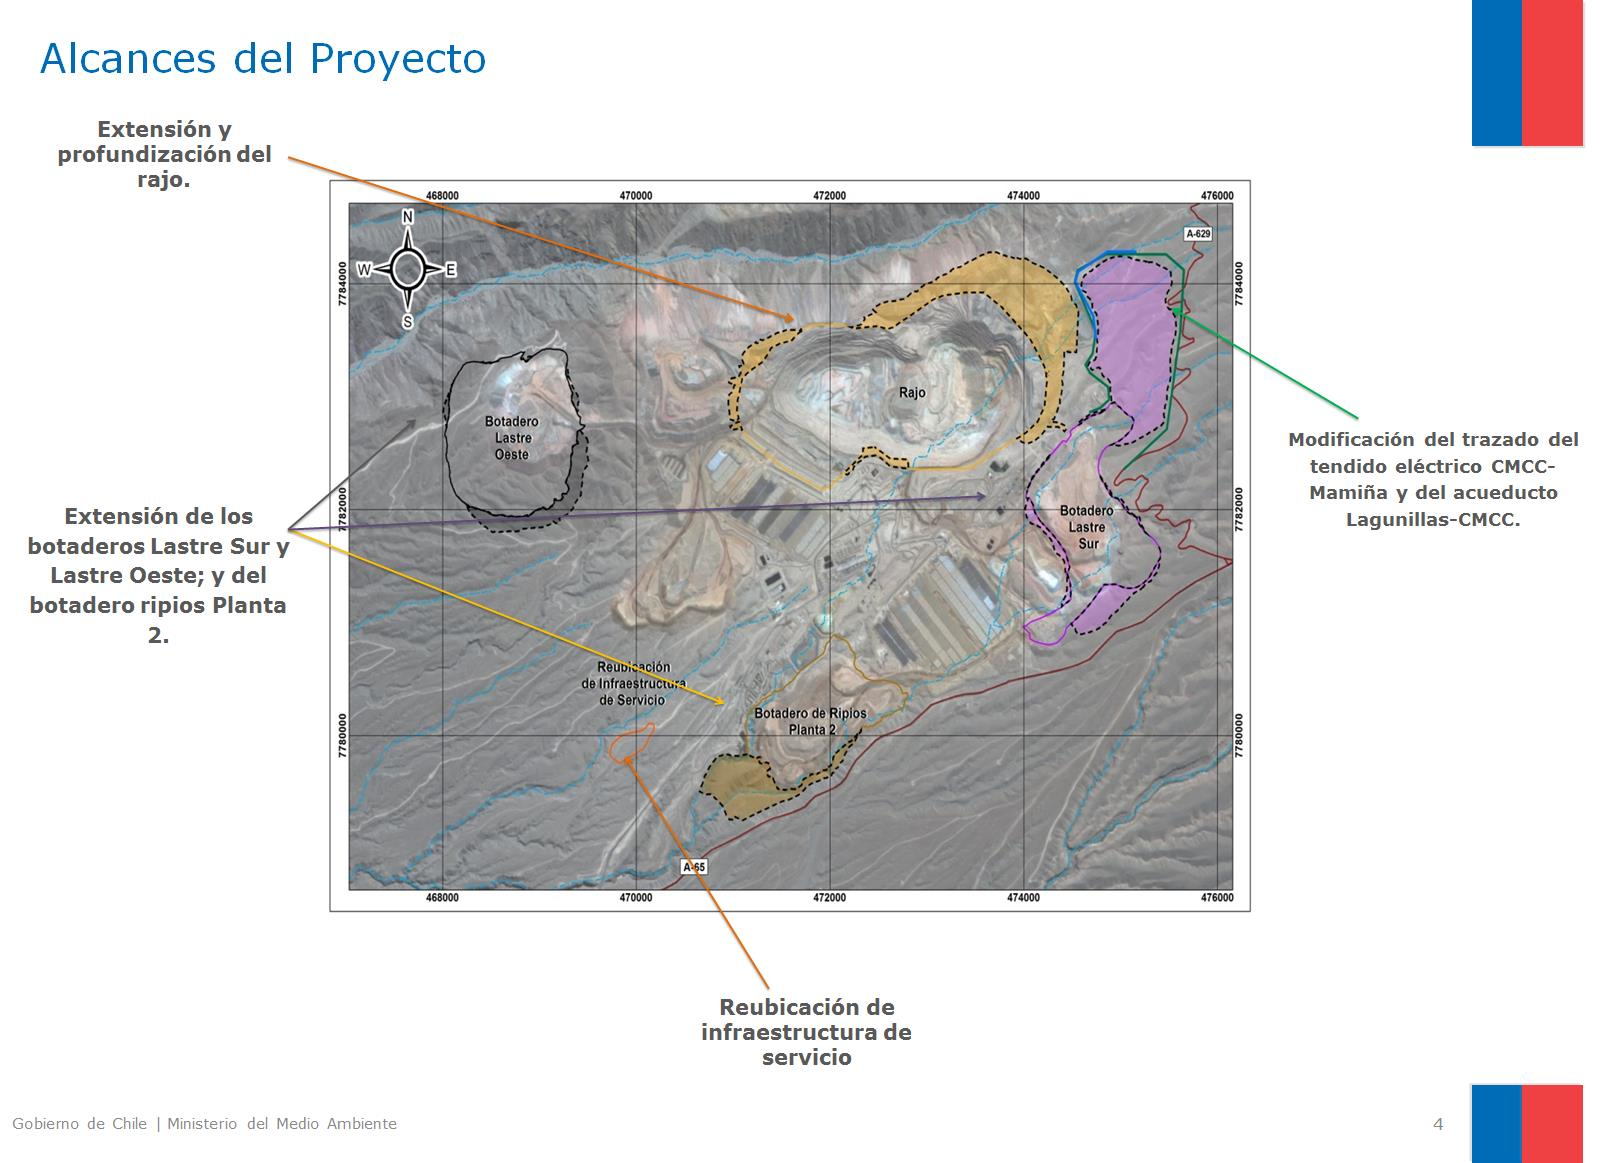 Alcances del Proyecto
Extensión y
profundización del
rajo.
468000
470000
472000
474000
476000
N
W
E
S
A-629
7784000
7784000
Rajo
Botadero
Lastre
Oeste
Modificación del trazado del
tendido eléctrico CMCC-
Mamiña y del acueducto
Lagunillas-CMCC.
7782000
7782000
Botadero
Lastre
Sur
Extensión de los
botaderos Lastre Sur y
Lastre Oeste; y del
botadero ripios Planta
2.
Reubicación
de Infraestructura
de Servicio
Botadero de Ripios
Planta 2
7780000
7780000
A-65
468000
470000
472000
474000
476000
Reubicación de
infraestructura de
servicio
Gobierno de Chile | Ministerio del Medio Ambiente
4